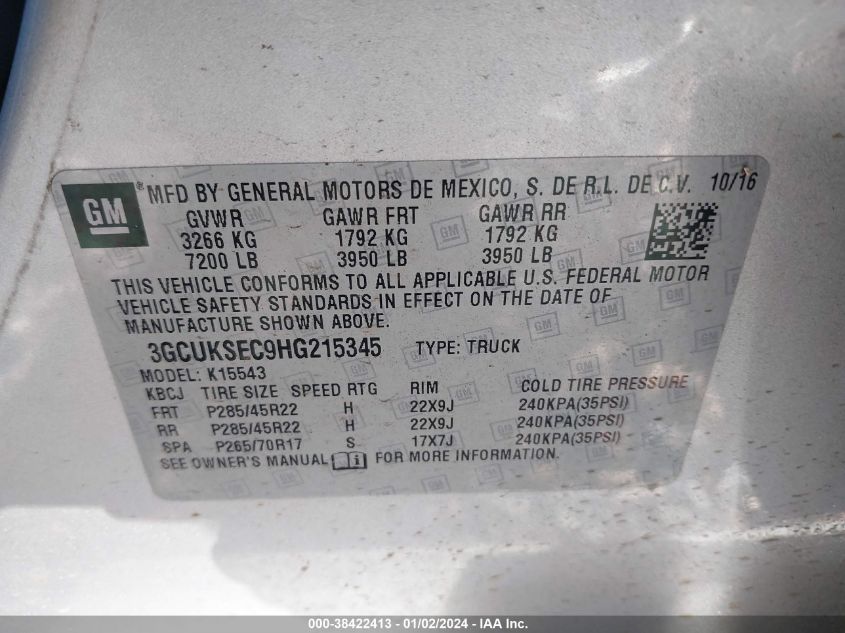 GM ® MFD BY GENERAL MOTORS DE MEXICO, S. DE R.L. DE C.V. 10/16
GVWR GAWR FRT GAWR RR
3266 KG 1792 KG 1792 KG
7200 LB 3950 LB 3950 LB
THIS VEHICLE CONFORMS TO ALL APPLICABLE U.S. FEDERAL MOTOR
VEHICLE SAFETY STANDARDS IN EFFECT ON THE DATE OF
MANUFACTURE SHOWN ABOVE.
3GCUKSEC9HG215345 TYPE: TRUCK
MODEL: K15543
KBCJ TIRE SIZE SPEED RTG RIM COLD TIRE PRESSURE
FRT P285/45R22 H 22X9J 240KPA(35PSI)
RR P285/45R22 H 22X9J 240KPA(35PSI)
SPA P265/70R17 S 17X7J 240KPA(35PSI)
SEE OWNER'S MANUAL FOR MORE INFORMATION.
000-38422413 - 01/02/2024 - IAA Inc.